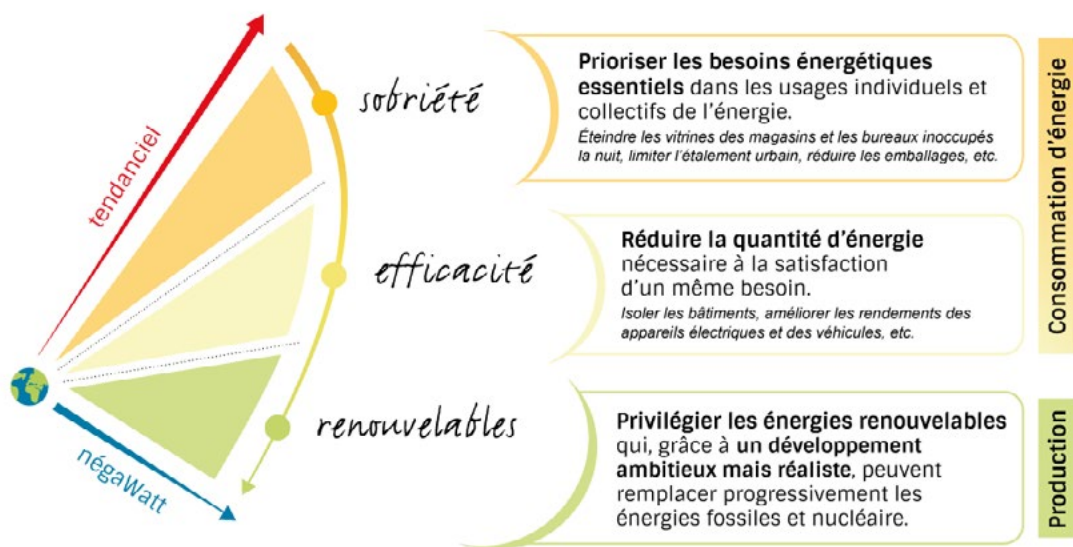 tendanciel
négaWatt
sobriété
Prioriser les besoins énergétiques
essentiels dans les usages individuels et
collectifs de l'énergie.
Éteindre les vitrines des magasins et les bureaux inoccupés
la nuit, limiter l'étalement urbain, réduire les emballages, etc.
efficacité
Réduire la quantité d'énergie
nécessaire à la satisfaction
d'un même besoin.
Isoler les bâtiments, améliorer les rendements des
appareils électriques et des véhicules, etc.
Consommation d'énergie
renouvelables
Privilégier les énergies renouvelables
qui, grâce à un développement
ambitieux mais réaliste, peuvent
remplacer progressivement les
énergies fossiles et nucléaire.
Production